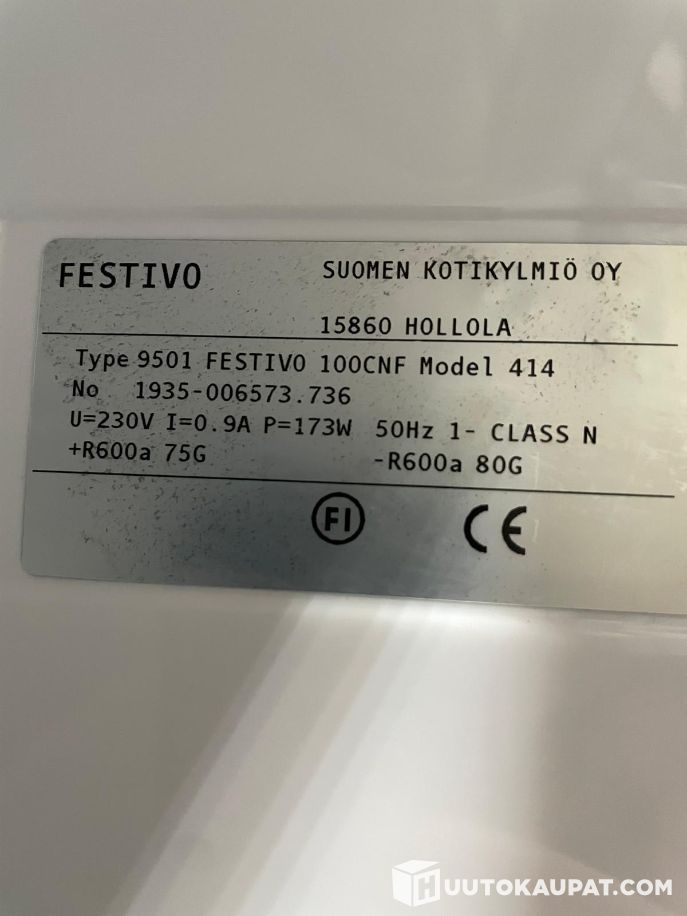 FESTIVO
SUOMEN KOTIKYLMIÖ OY
15860 HOLLOLA
Type 9501 FESTIVO 100CNF Model 414
No 1935-006573.736
U=230V I=0.9A P=173W 50Hz 1- CLASS N
+R600a 75G -R600a 80G
FI CE
HUUTOKAUPAT.COM